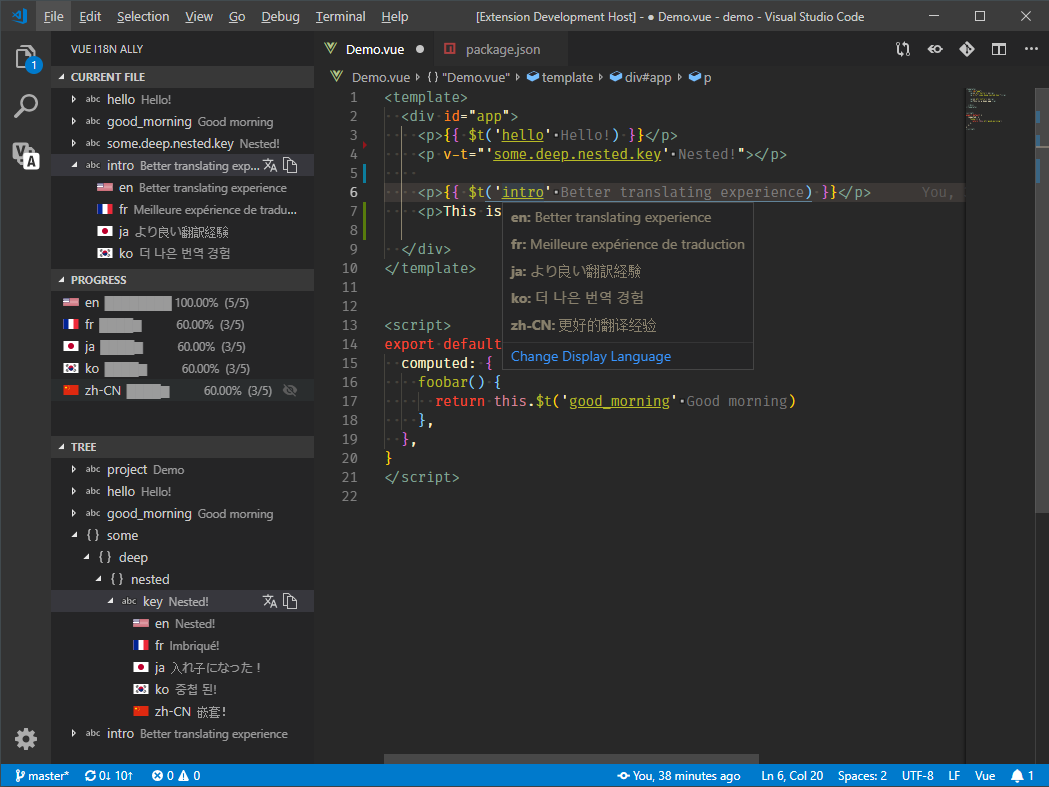 File Edit Selection View Go Debug Terminal Help [Extension Development Host] - ● Demo.vue - demo - Visual Studio Code
1
A
VUE I18N ALLY
CURRENT FILE
abc hello Hello!
abc good_morning Good morning
abc some.deep.nested.key Nested!
abc intro Better translating exp...
en Better translating experience
fr Meilleure expérience de tradu...
ja より良い翻訳経験
ko 더 나은 번역 경험
PROGRESS
en 100.00% (5/5)
fr 60.00% (3/5)
ja 60.00% (3/5)
ko 60.00% (3/5)
zh-CN 60.00% (3/5)
TREE
abc project Demo
abc hello Hello!
abc good_morning Good morning
{} some
{} deep
{} nested
abc key Nested!
en Nested!
fr Imbriqué!
ja 入れ子になった！
ko 중첩 된!
zh-CN 嵌套!
abc intro Better translating experience
Demo.vue ● package.json
Demo.vue › {} "Demo.vue" › template › div#app › p
1 <template>
2 <div id="app">
3 <p>{{ $t('hello'·Hello!) }}</p>
4 <p v-t="'some.deep.nested.key'·Nested!"></p>
5
6 <p>{{ $t('intro'·Better translating experience) }}</p> You,
7 <p>This is
8
9 </div>
10 </template>
11
12
13 <script>
14 export default
15 computed: {
16 foobar() {
17 return this.$t('good_morning'·Good morning)
18 },
19 },
20 }
21 </script>
22
en: Better translating experience
fr: Meilleure expérience de traduction
ja: より良い翻訳経験
ko: 더 나은 번역 경험
zh-CN: 更好的翻译经验
Change Display Language
master* 0↓ 10↑ 0 0 You, 38 minutes ago Ln 6, Col 20 Spaces: 2 UTF-8 LF Vue 1